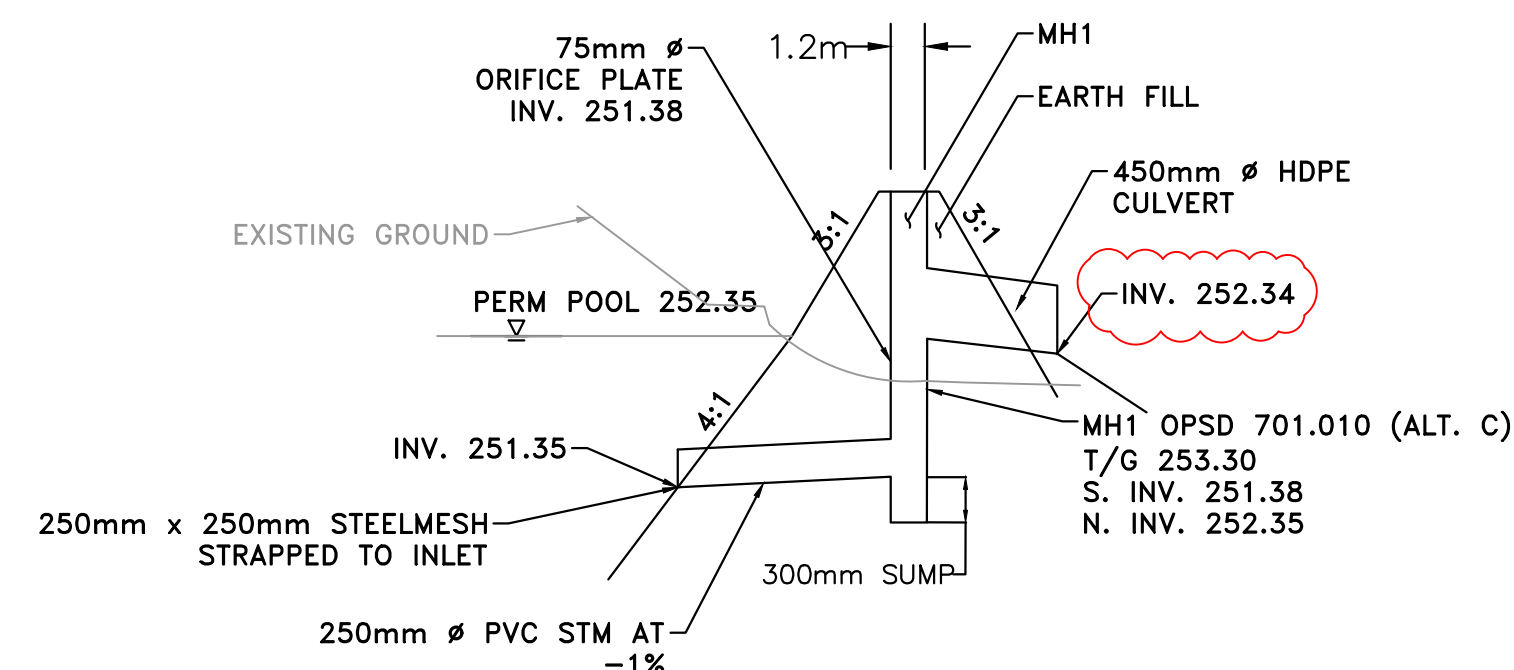 75mm ø
ORIFICE PLATE
INV. 251.38
1.2m
MH1
EARTH FILL
450mm ø HDPE
CULVERT
EXISTING GROUND
3:1
3:1
PERM POOL 252.35
INV. 252.34
4:1
INV. 251.35
MH1 OPSD 701.010 (ALT. C)
T/G 253.30
S. INV. 251.38
N. INV. 252.35
250mm x 250mm STEELMESH
STRAPPED TO INLET
300mm SUMP
250mm ø PVC STM AT
-1%